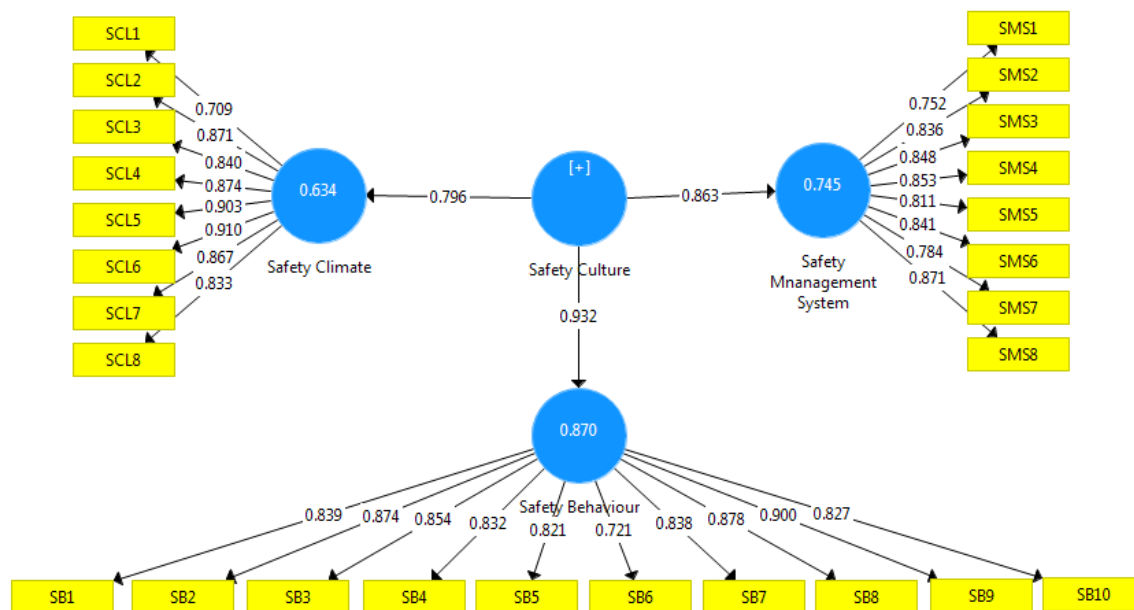 SCL1
SCL2
SCL3
SCL4
SCL5
SCL6
SCL7
SCL8
0.709
0.871
0.840
0.874
0.903
0.910
0.867
0.833
0.634
Safety Climate
0.796
[+]
Safety Culture
0.863
0.745
Safety
Mnanagement
System
0.752
0.836
0.848
0.853
0.811
0.841
0.784
0.871
SMS1
SMS2
SMS3
SMS4
SMS5
SMS6
SMS7
SMS8
0.932
0.870
Safety Behaviour
0.839
0.874
0.854
0.832
0.821
0.721
0.838
0.878
0.900
0.827
SB1
SB2
SB3
SB4
SB5
SB6
SB7
SB8
SB9
SB10